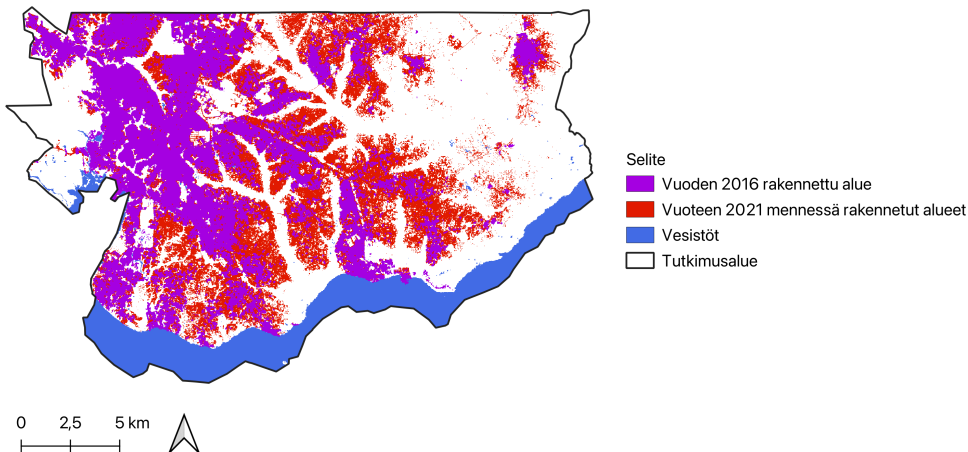 Selite
Vuoden 2016 rakennettu alue
Vuoteen 2021 mennessä rakennetut alueet
Vesistöt
Tutkimusalue
0 2,5 5 km